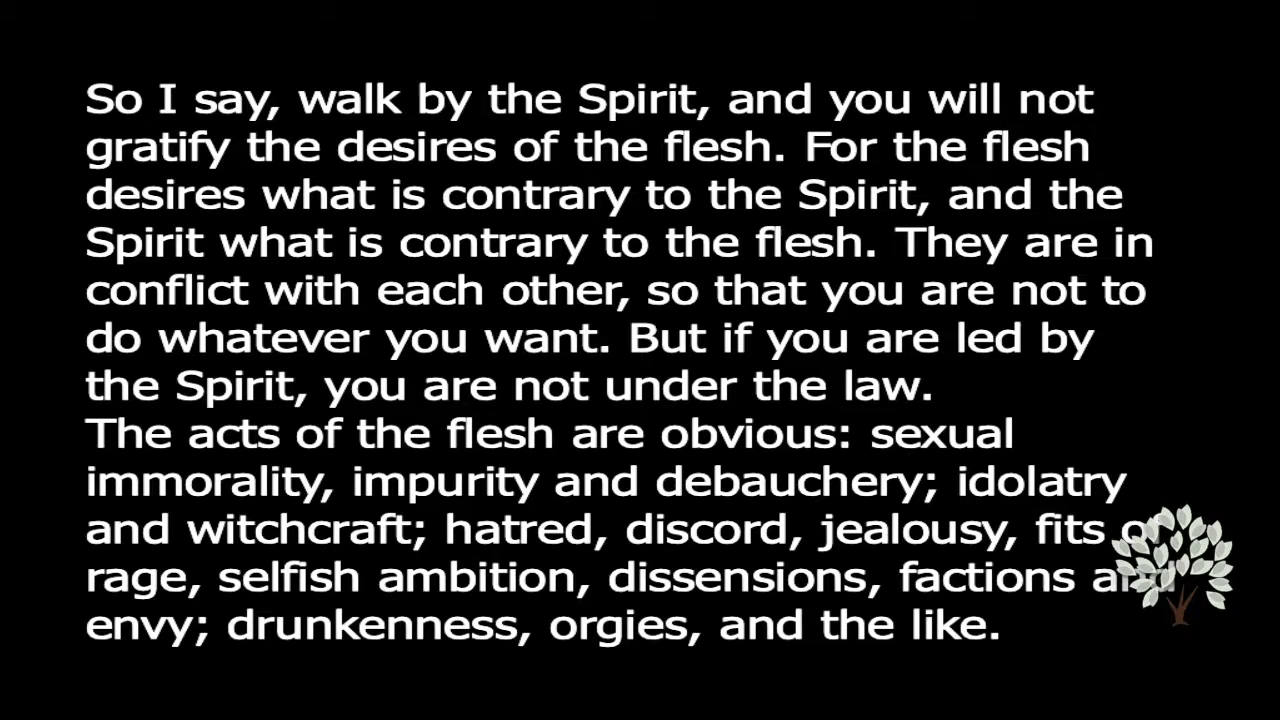 So I say, walk by the Spirit, and you will not
gratify the desires of the flesh. For the flesh
desires what is contrary to the Spirit, and the
Spirit what is contrary to the flesh. They are in
conflict with each other, so that you are not to
do whatever you want. But if you are led by
the Spirit, you are not under the law.
The acts of the flesh are obvious: sexual
immorality, impurity and debauchery; idolatry
and witchcraft; hatred, discord, jealousy, fits of
rage, selfish ambition, dissensions, factions and
envy; drunkenness, orgies, and the like.